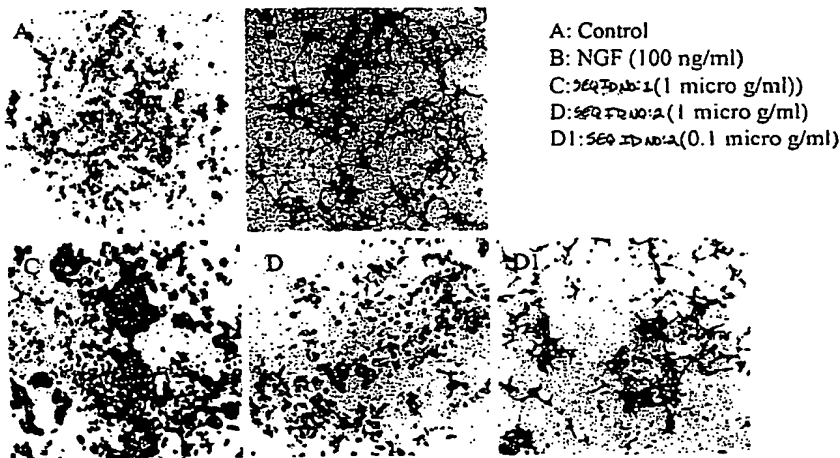 A
A: Control
B: NGF (100 ng/ml)
C: SEQ ID NO:1 (1 micro g/ml))
D: SEQ ID NO:2 (1 micro g/ml)
D1: SEQ ID NO:2 (0.1 micro g/ml)
C
D
D1